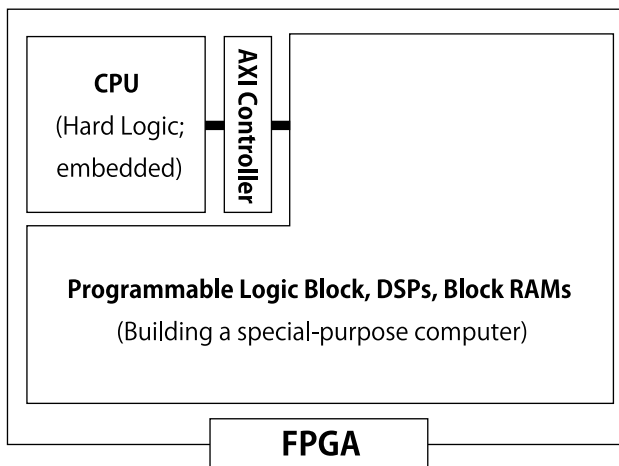 CPU
(Hard Logic;
embedded)
AXI Controller
Programmable Logic Block, DSPs, Block RAMs
(Building a special-purpose computer)
FPGA